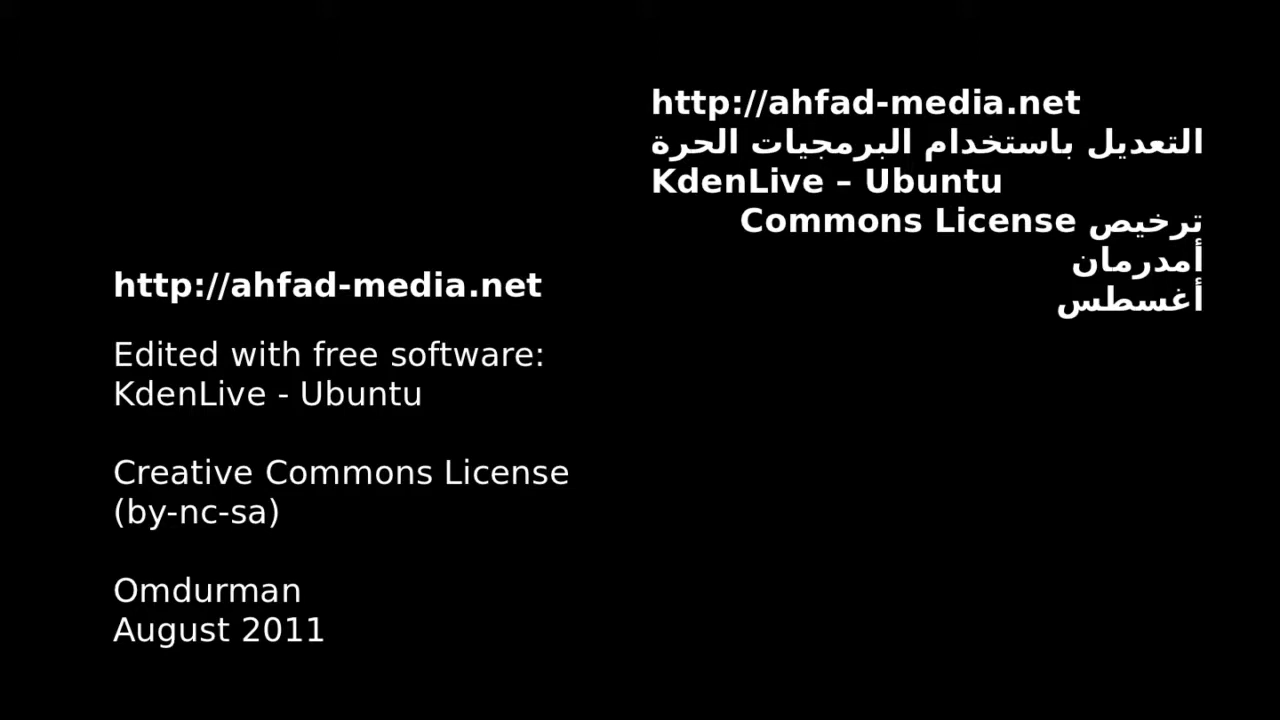 http://ahfad-media.net
التعديل باستخدام البرمجيات الحرة
KdenLive – Ubuntu
ترخيص Commons License
أمدرمان
أغسطس
http://ahfad-media.net
Edited with free software:
KdenLive - Ubuntu
Creative Commons License
(by-nc-sa)
Omdurman
August 2011